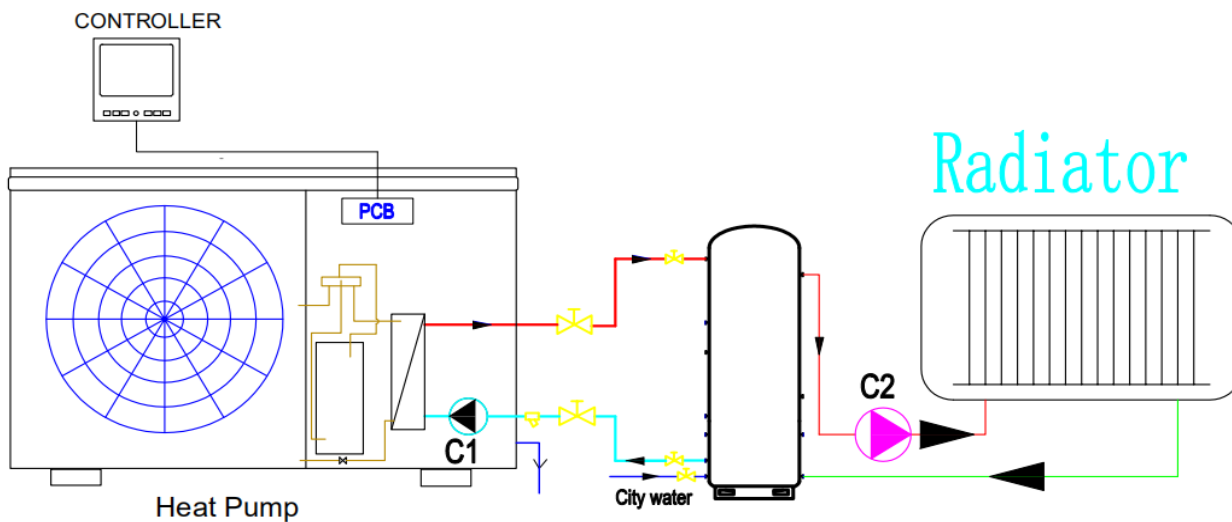 CONTROLLER
Radiator
PCB
C2
C1
City water
Heat Pump